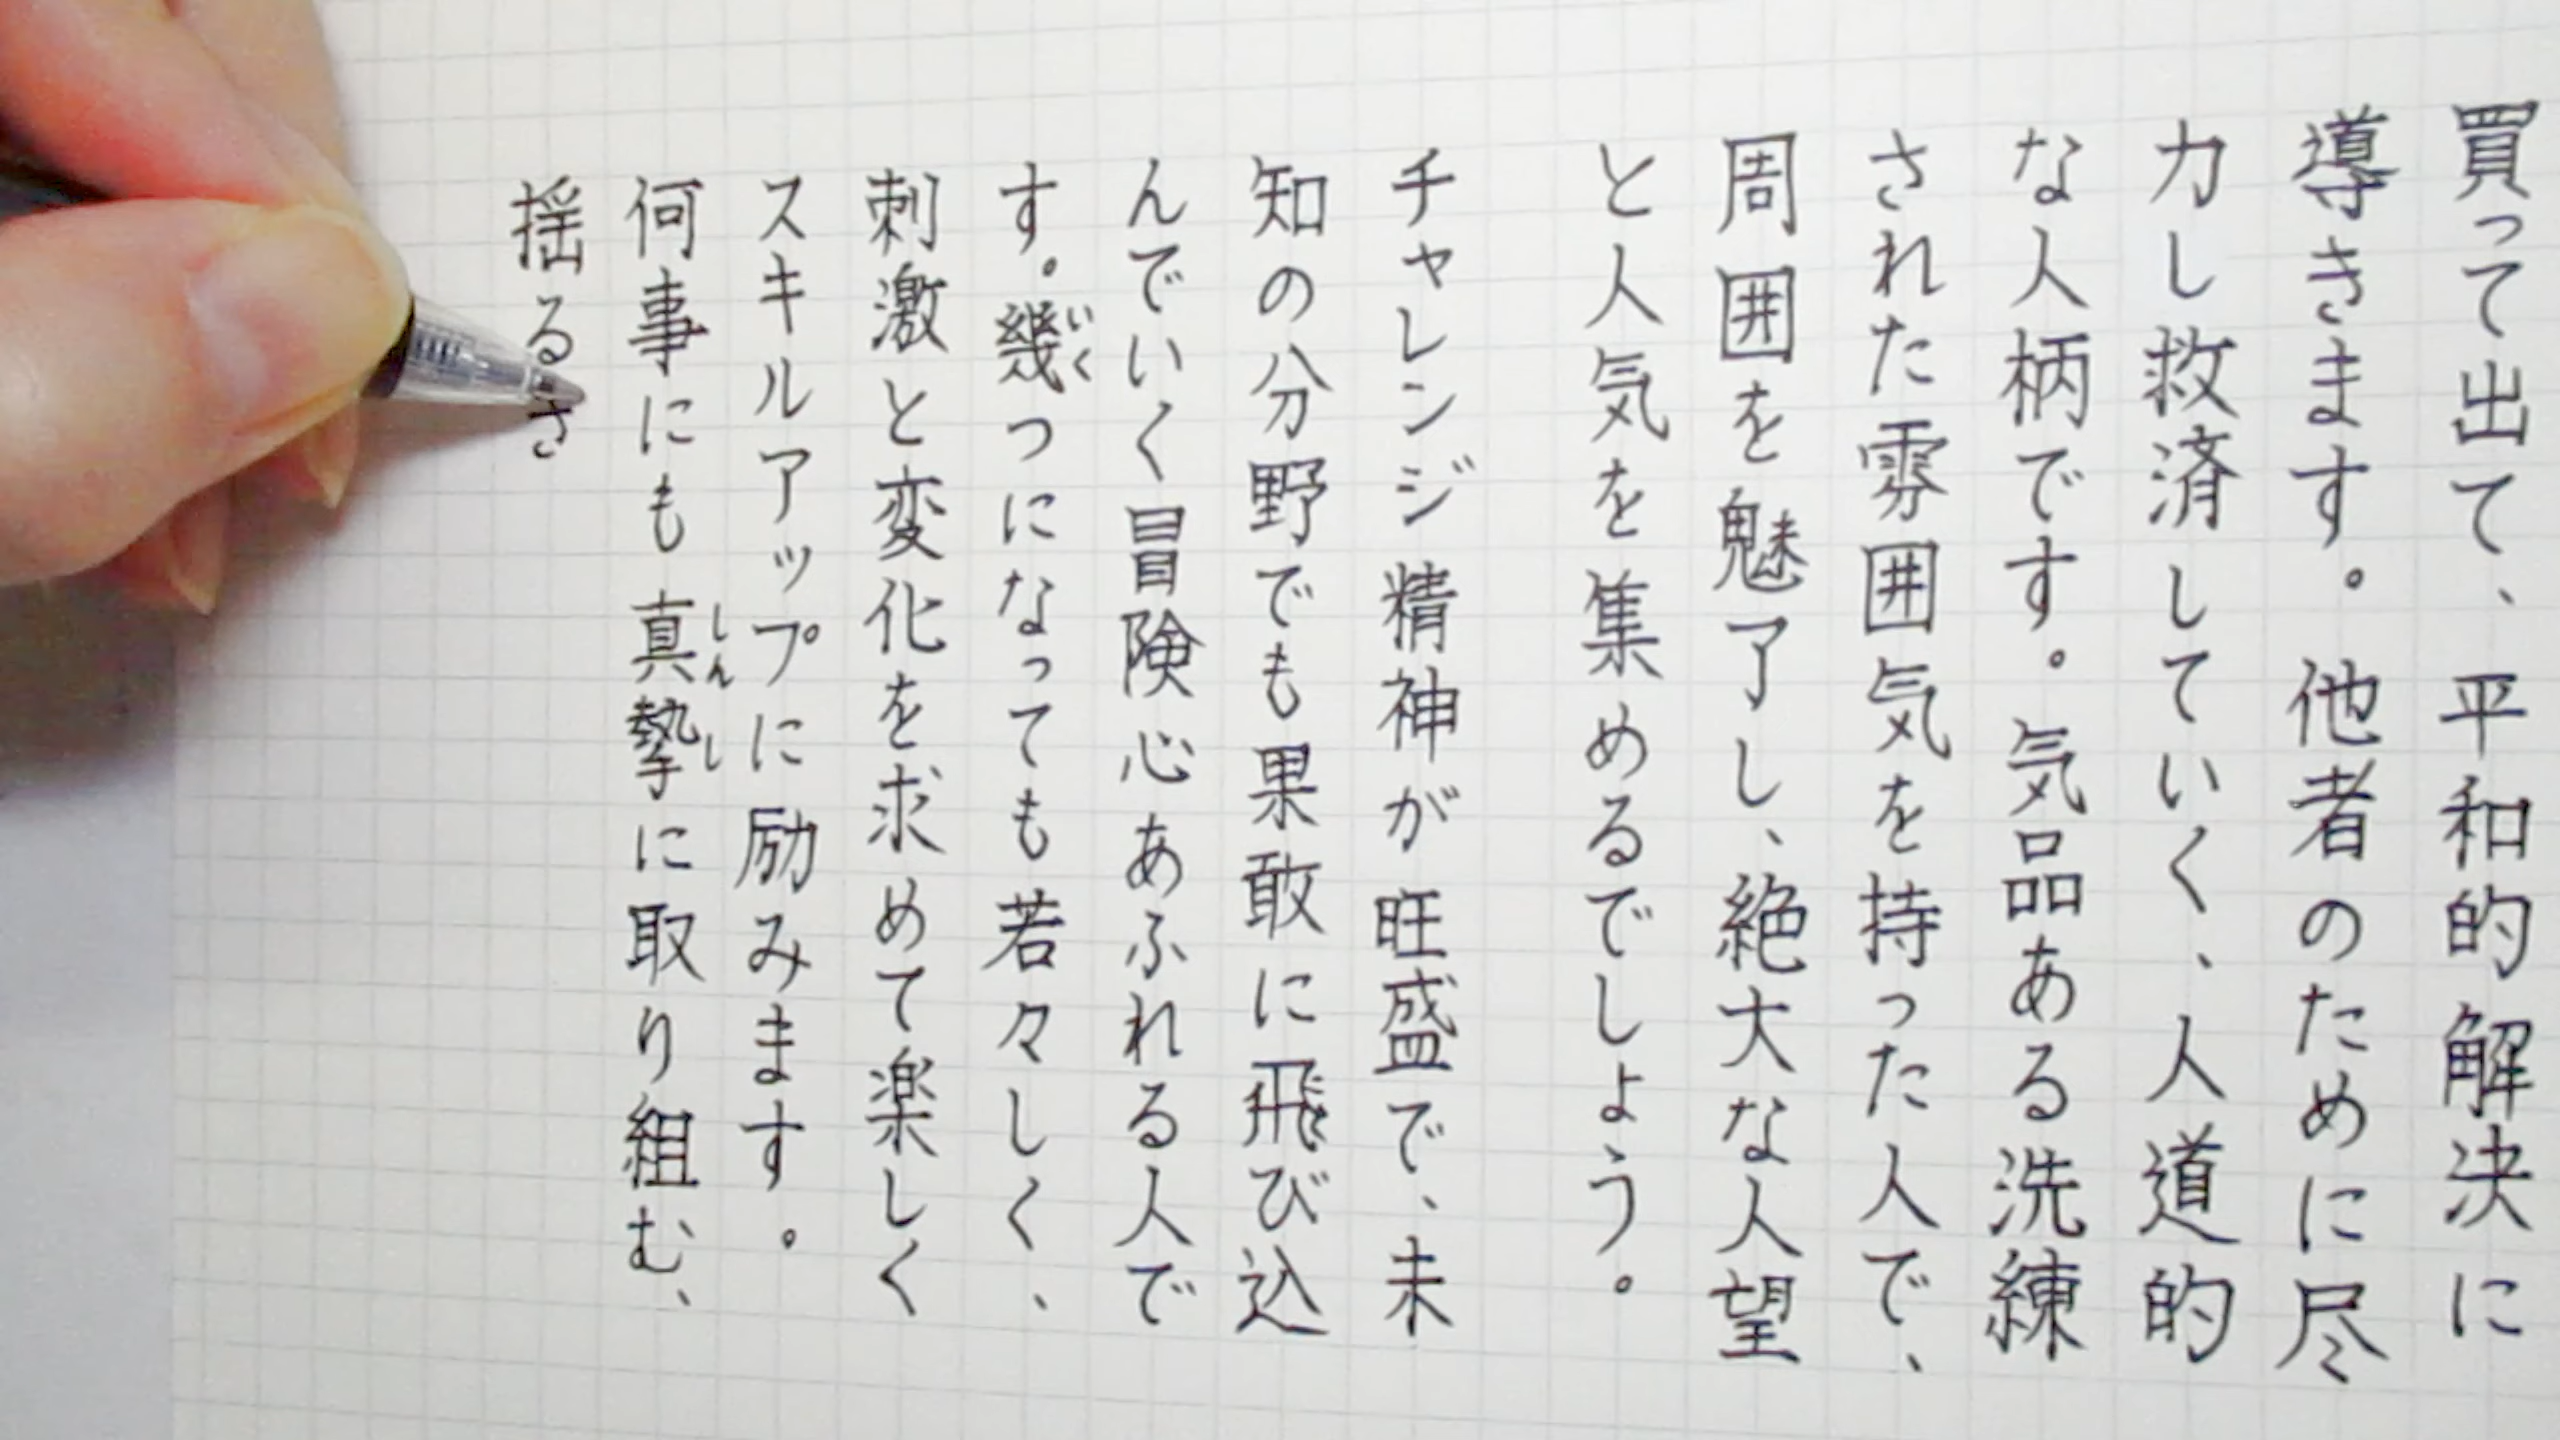 買って出て、平和的解決に
導きます。他者のために尽
力し救済していく、人道的
な人柄です。気品ある洗練
された雰囲気を持った人で、
周囲を魅了し、絶大な人望
と人気を集めるでしょう。
チャレンジ精神が旺盛で、未
知の分野でも果敢に飛び込
んでいく冒険心あふれる人で
す。幾つになっても若々しく、
いく
刺激と変化を求めて楽しく
スキルアップに励みます。
何事にも真摯に取り組む、
しんし
揺るさ